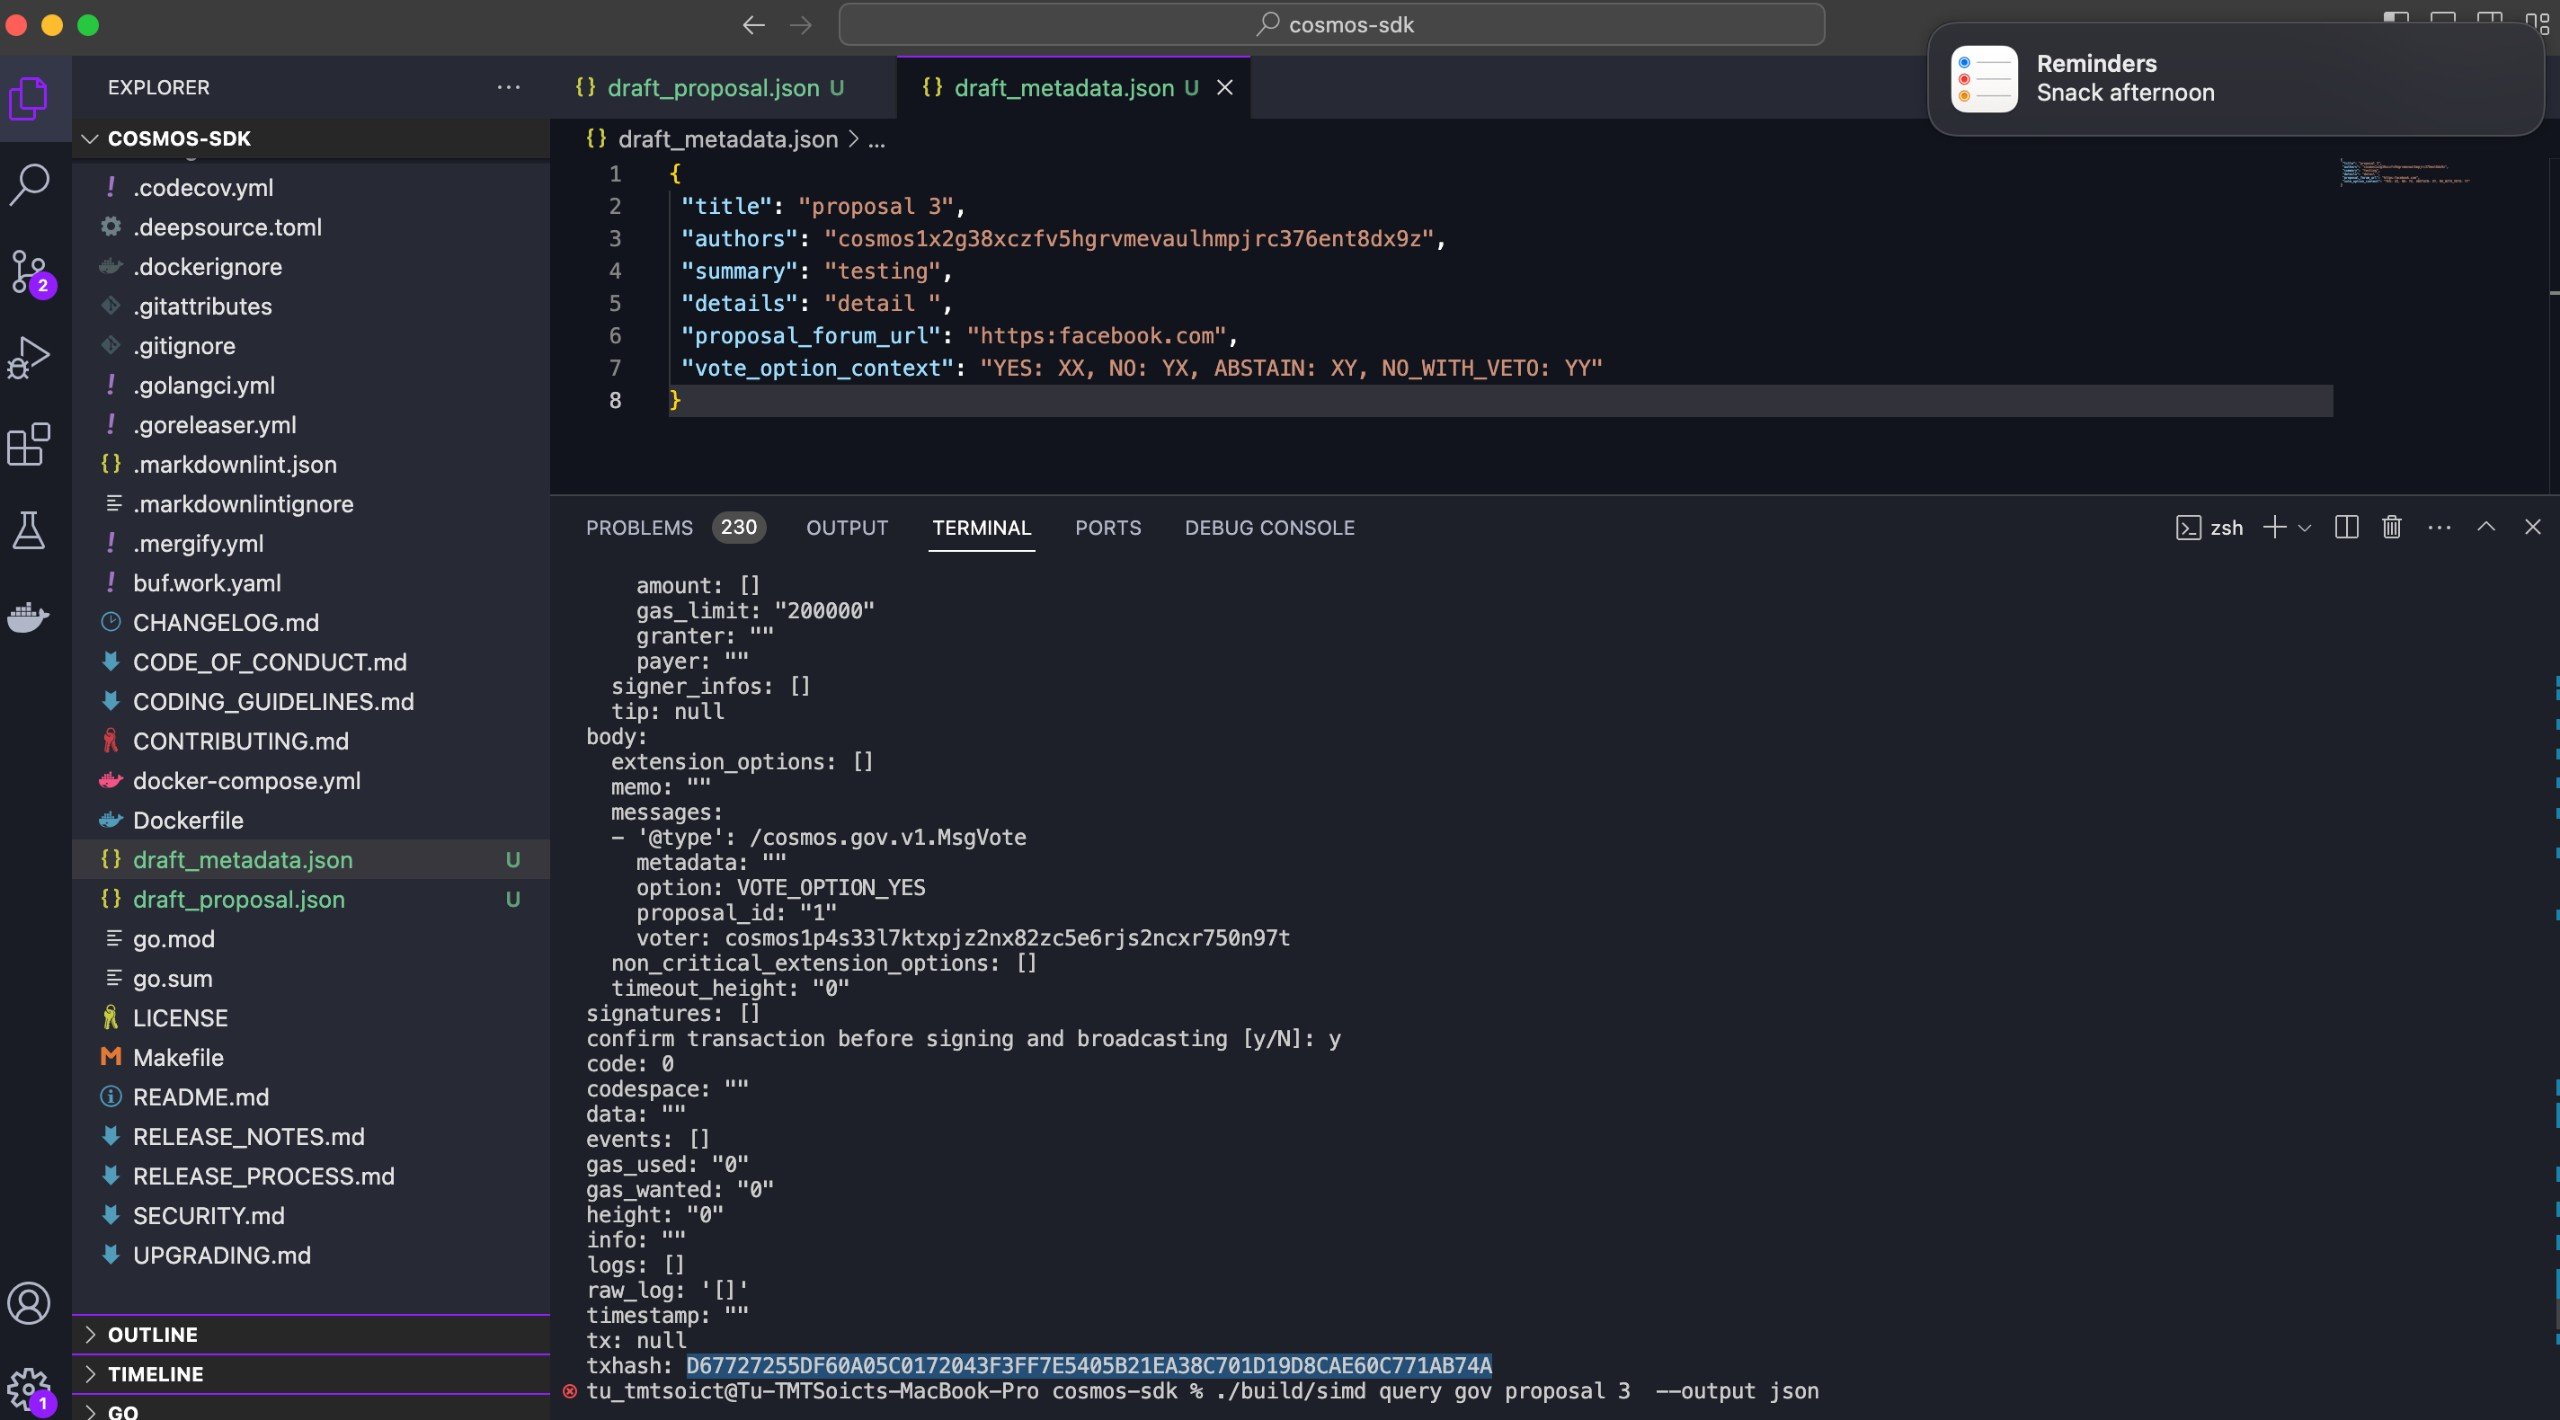 cosmos-sdk
Reminders
Snack afternoon
EXPLORER
draft_proposal.json U
draft_metadata.json U
COSMOS-SDK
.codecov.yml
.deepsource.toml
.dockerignore
.gitattributes
.gitignore
.golangci.yml
.goreleaser.yml
.markdownlint.json
.markdownlintignore
.mergify.yml
buf.work.yaml
CHANGELOG.md
CODE_OF_CONDUCT.md
CODING_GUIDELINES.md
CONTRIBUTING.md
docker-compose.yml
Dockerfile
draft_metadata.json U
draft_proposal.json U
go.mod
go.sum
LICENSE
Makefile
README.md
RELEASE_NOTES.md
RELEASE_PROCESS.md
SECURITY.md
UPGRADING.md
OUTLINE
TIMELINE
GO
2
1
{} draft_metadata.json > ...
1 {
2 "title": "proposal 3",
3 "authors": "cosmos1x2g38xczfv5hgrvmevaulhmpjrc376ent8dx9z",
4 "summary": "testing",
5 "details": "detail ",
6 "proposal_forum_url": "https:facebook.com",
7 "vote_option_context": "YES: XX, NO: YX, ABSTAIN: XY, NO_WITH_VETO: YY"
8 }
PROBLEMS 230 OUTPUT TERMINAL PORTS DEBUG CONSOLE
zsh
amount: []
gas_limit: "200000"
granter: ""
payer: ""
signer_infos: []
tip: null
body:
extension_options: []
memo: ""
messages:
- '@type': /cosmos.gov.v1.MsgVote
metadata: ""
option: VOTE_OPTION_YES
proposal_id: "1"
voter: cosmos1p4s33l7ktxpjz2nx82zc5e6rjs2ncxr750n97t
non_critical_extension_options: []
timeout_height: "0"
signatures: []
confirm transaction before signing and broadcasting [y/N]: y
code: 0
codespace: ""
data: ""
events: []
gas_used: "0"
gas_wanted: "0"
height: "0"
info: ""
logs: []
raw_log: '[]'
timestamp: ""
tx: null
txhash: D67727255DF60A05C0172043F3FF7E5405B21EA38C701D19D8CAE60C771AB74A
tu_tmtsoict@Tu-TMTSoicts-MacBook-Pro cosmos-sdk % ./build/simd query gov proposal 3  --output json